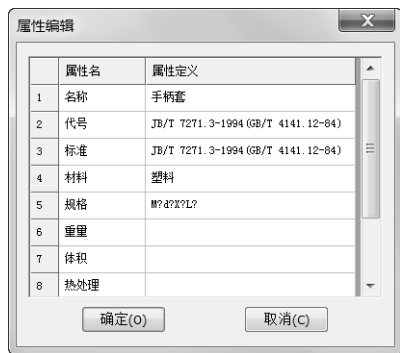 属性编辑
属性名 属性定义
1 名称 手柄套
2 代号 JB/T 7271.3-1994(GB/T 4141.12-84)
3 标准 JB/T 7271.3-1994(GB/T 4141.12-84)
4 材料 塑料
5 规格 M?d?X?L?
6 重量
7 体积
8 热处理
确定(O) 取消(C)